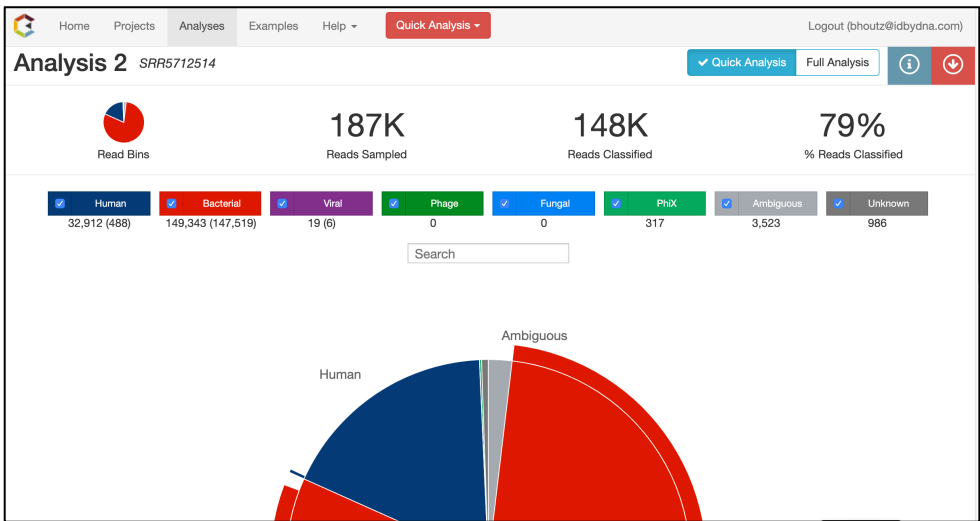 Home Projects Analyses Examples Help Quick Analysis Logout (bhoutz@idbydna.com)
Analysis 2 SRR5712514 Quick Analysis Full Analysis
187K 148K 79%
Read Bins Reads Sampled Reads Classified % Reads Classified
Human Bacterial Viral Phage Fungal PhiX Ambiguous Unknown
32,912 (488) 149,343 (147,519) 19 (6) 0 0 317 3,523 986
Search
Ambiguous
Human